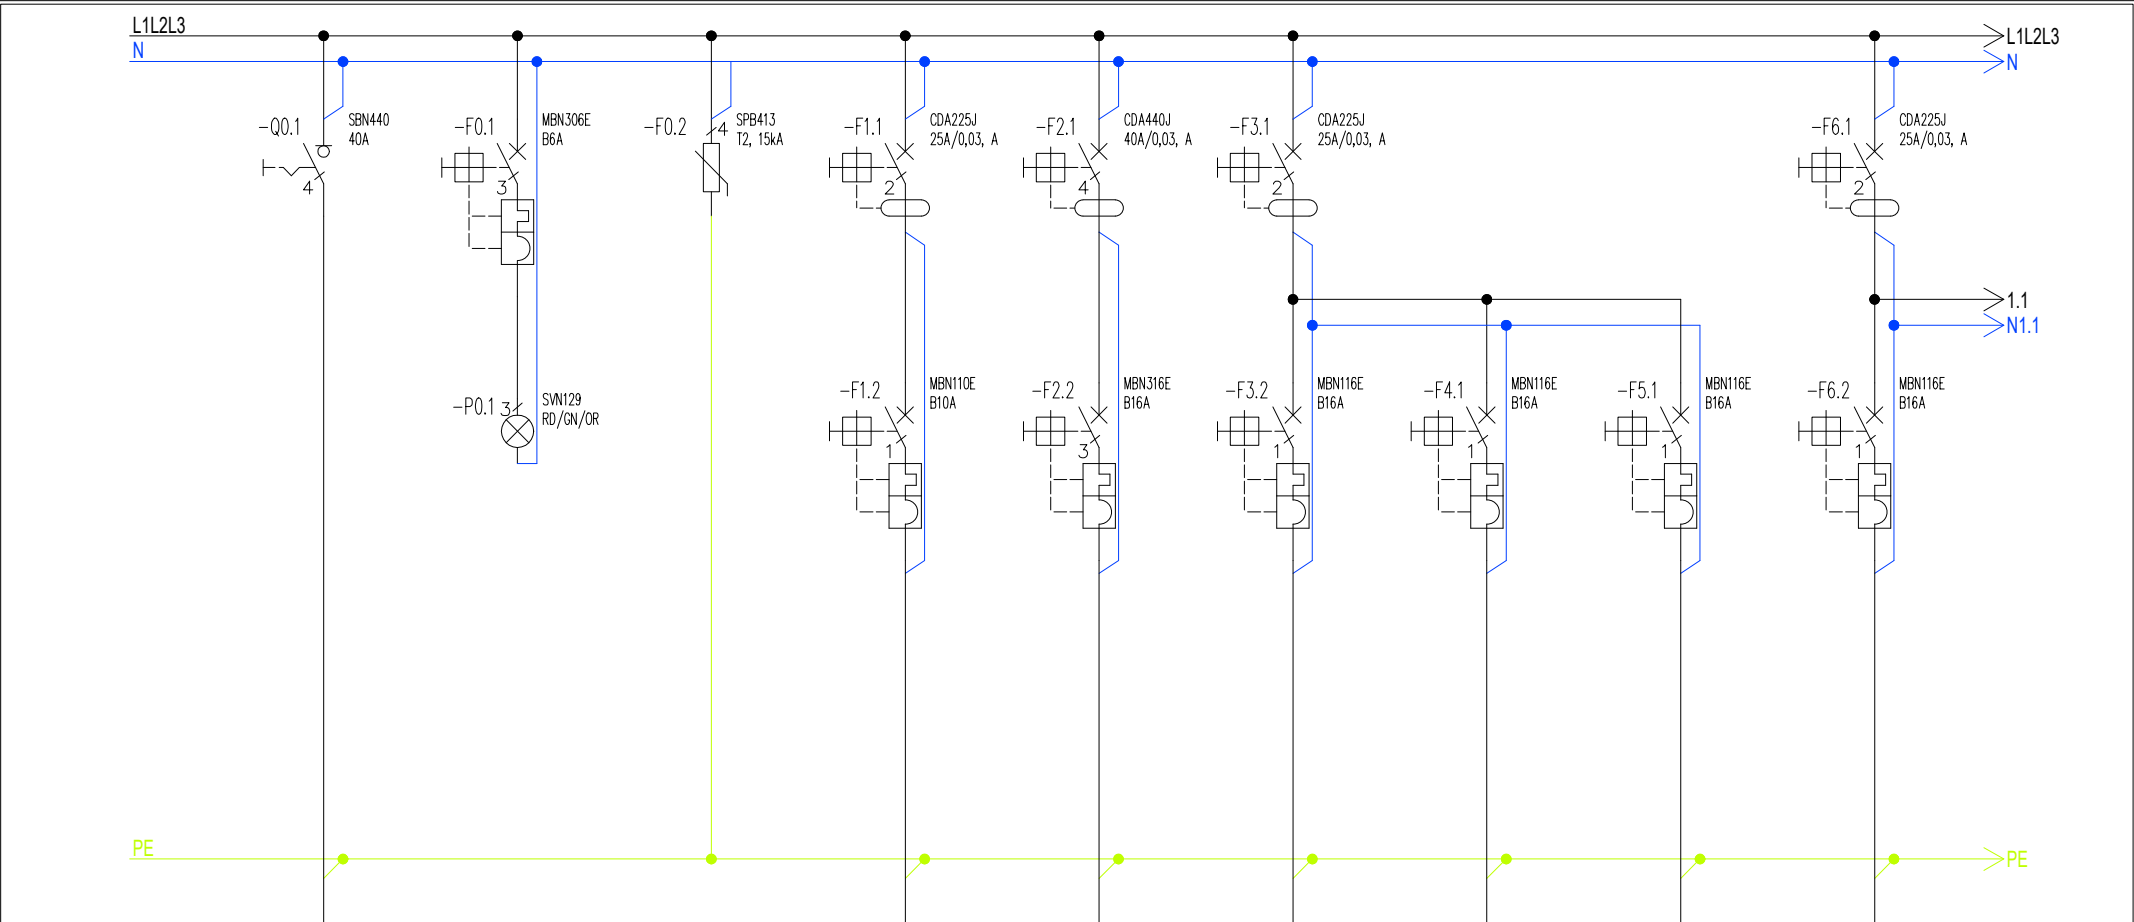 L1L2L3
N
L1L2L3
N
-Q0.1
SBN440
40A
4
-F0.1
MBN306E
B6A
3
-F0.2
SPB413
T2, 15kA
4
-F1.1
CDA225J
25A/0,03, A
2
-F2.1
CDA440J
40A/0,03, A
4
-F3.1
CDA225J
25A/0,03, A
2
-F6.1
CDA225J
25A/0,03, A
2
1.1
N1.1
-P0.1
3
SVN129
RD/GN/OR
-F1.2
MBN110E
B10A
1
-F2.2
MBN316E
B16A
3
-F3.2
MBN116E
B16A
1
-F4.1
MBN116E
B16A
1
-F5.1
MBN116E
B16A
1
-F6.2
MBN116E
B16A
1
PE
PE